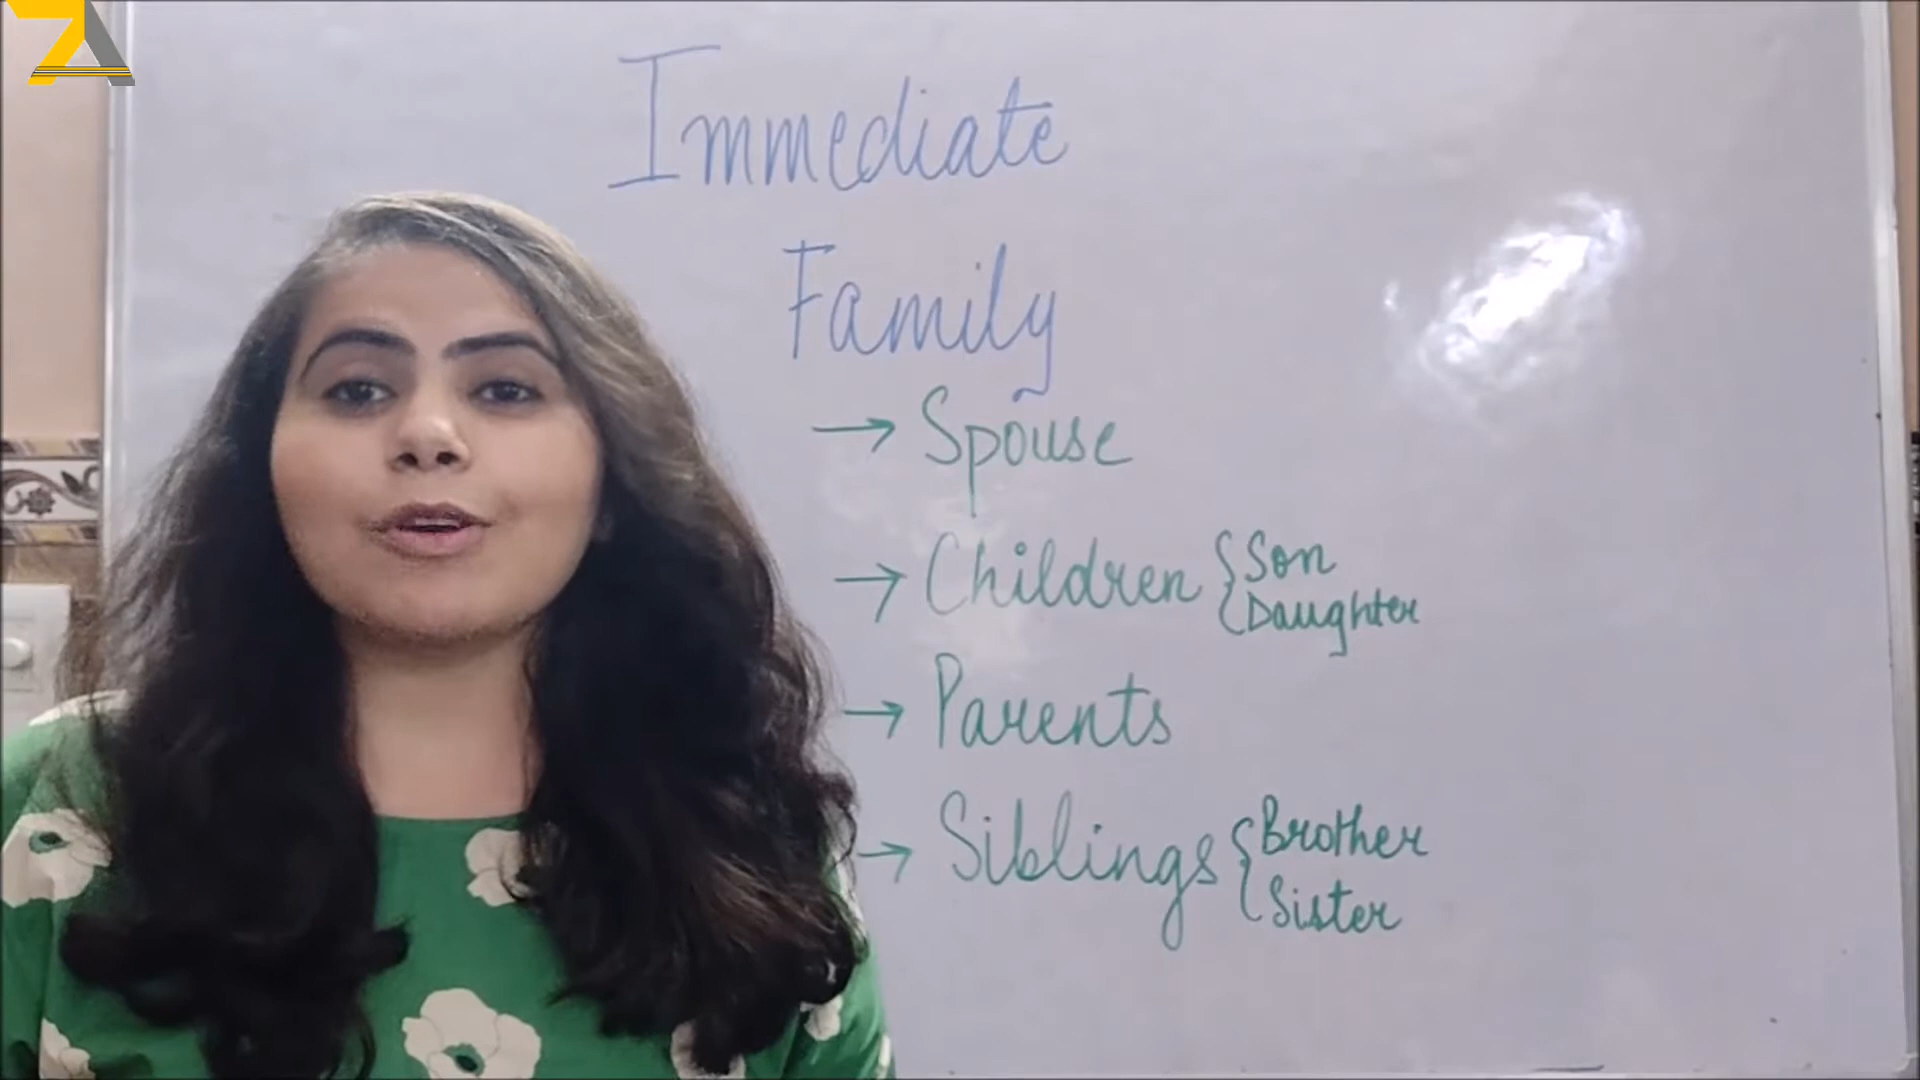 Immediate
Family
→ Spouse
→ Children { Son
Daughter
→ Parents
→ Siblings { Brother
Sister